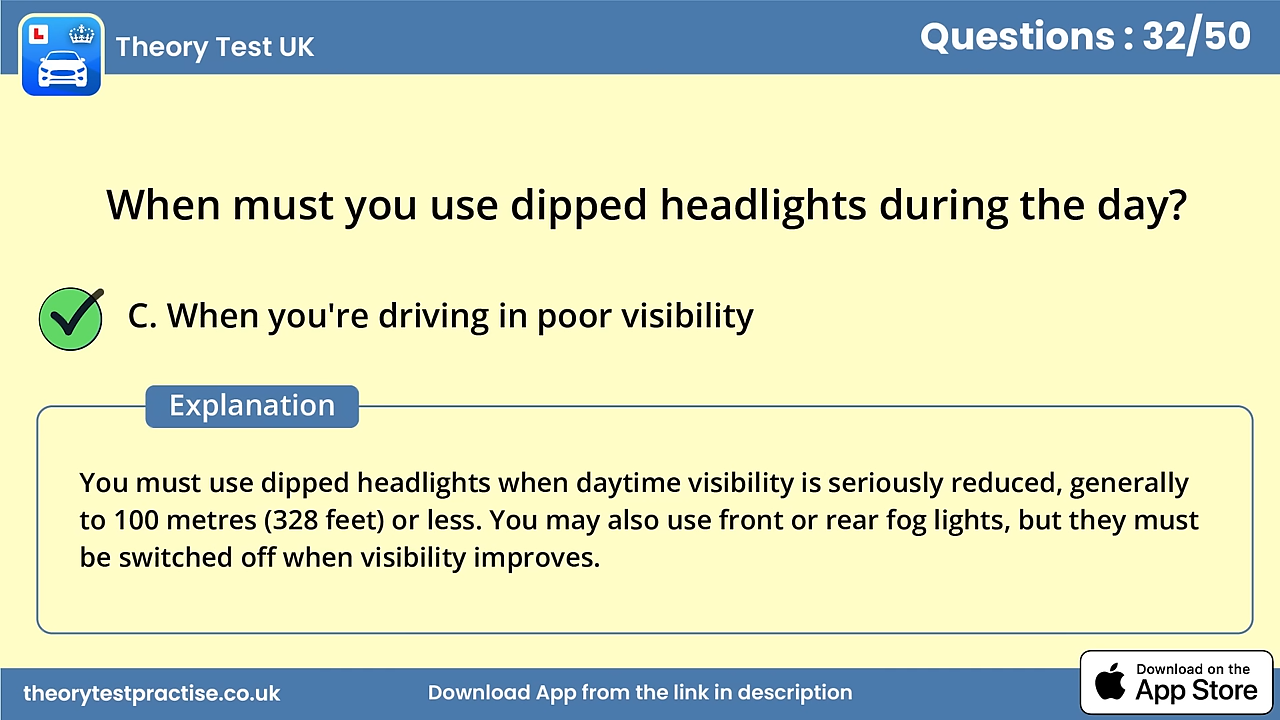 L
Theory Test UK
Questions : 32/50
When must you use dipped headlights during the day?
C. When you're driving in poor visibility
Explanation
You must use dipped headlights when daytime visibility is seriously reduced, generally
to 100 metres (328 feet) or less. You may also use front or rear fog lights, but they must
be switched off when visibility improves.
theorytestpractise.co.uk
Download App from the link in description
Download on the
App Store